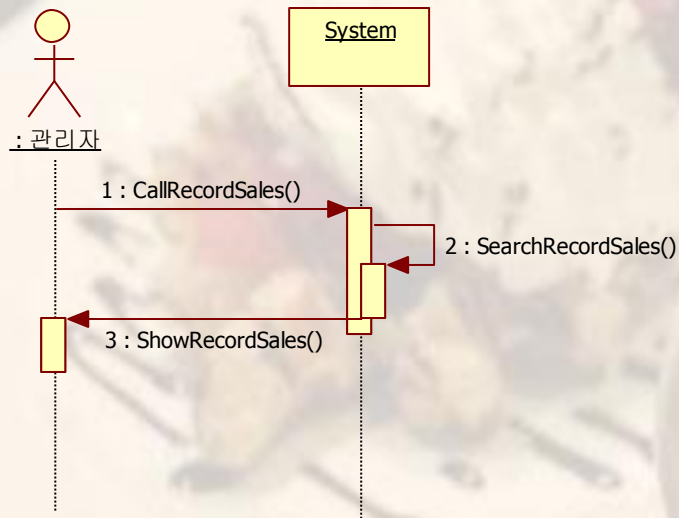 System
: 관리자
1 : CallRecordSales()
2 : SearchRecordSales()
3 : ShowRecordSales()